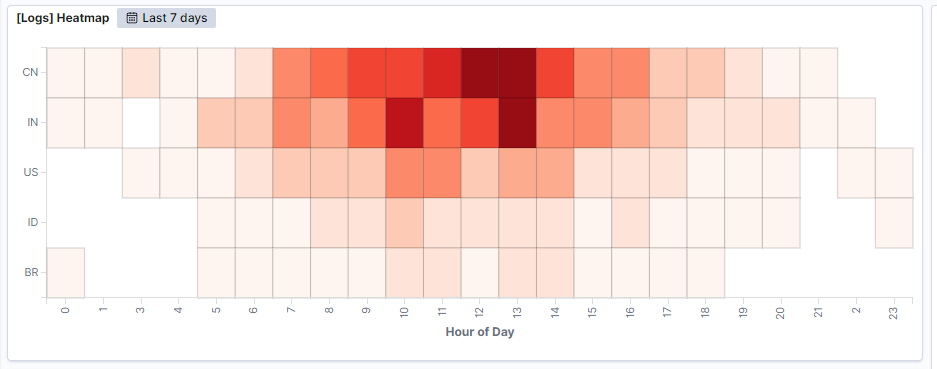 [Logs] Heatmap Last 7 days
CN
IN
US
ID
BR
0 1 3 4 5 6 7 8 9 10 11 12 13 14 15 16 17 18 19 20 21 2 23
Hour of Day